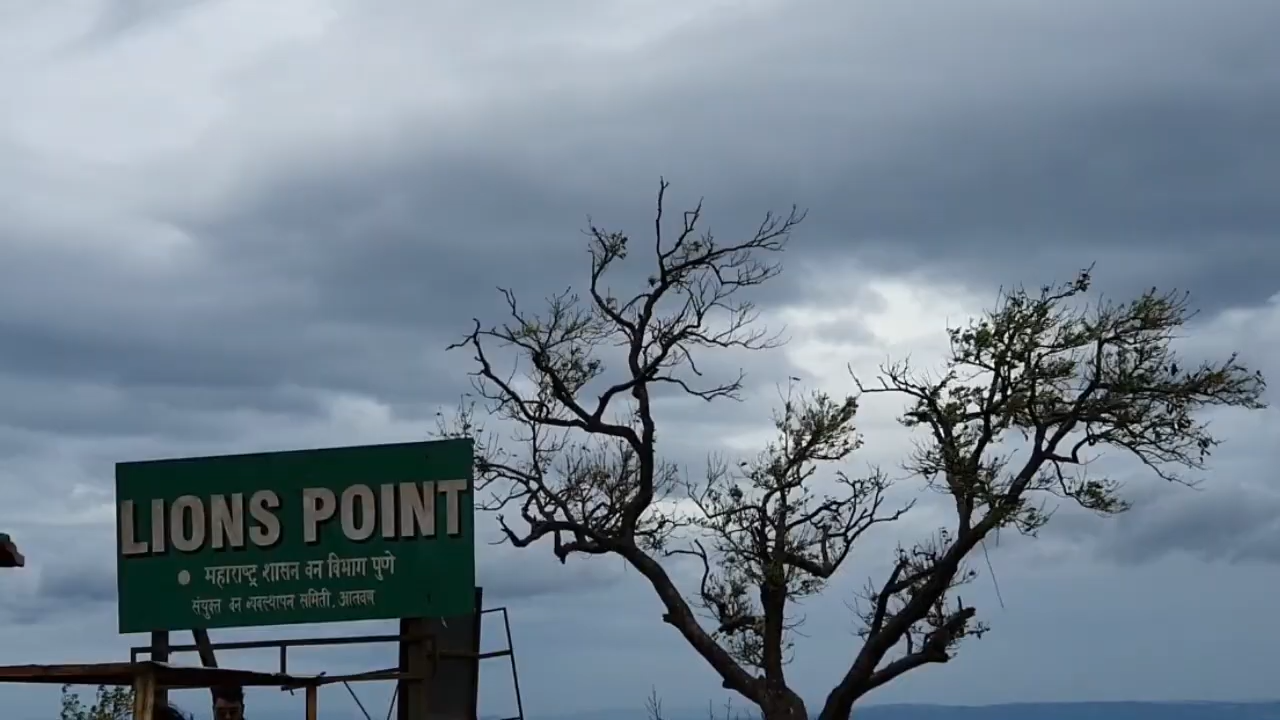 LIONS POINT
महाराष्ट्र शासन वन विभाग पुणे
संयुक्त वन व्यवस्थापन समिती, आतवण